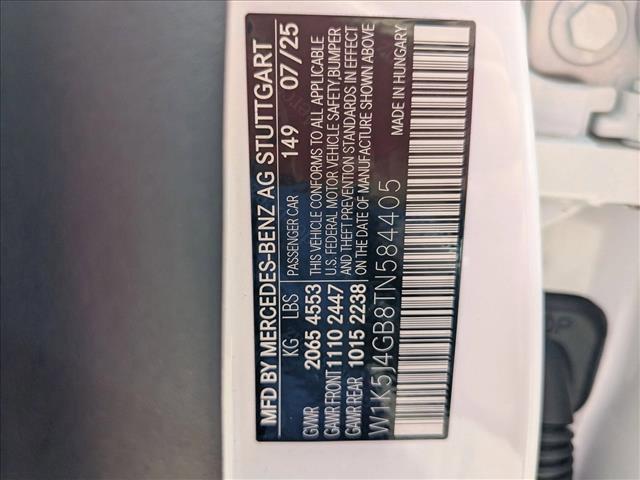 MFD BY MERCEDES-BENZ AG STUTTGART
149 07/25
KG LBS PASSENGER CAR
GVWR 2065 4553
GAWR FRONT 1110 2447
GAWR REAR 1015 2238
THIS VEHICLE CONFORMS TO ALL APPLICABLE
U.S. FEDERAL MOTOR VEHICLE SAFETY,BUMPER
AND THEFT PREVENTION STANDARDS IN EFFECT
ON THE DATE OF MANUFACTURE SHOWN ABOVE
MADE IN HUNGARY
W1K5J4GB8TN584405